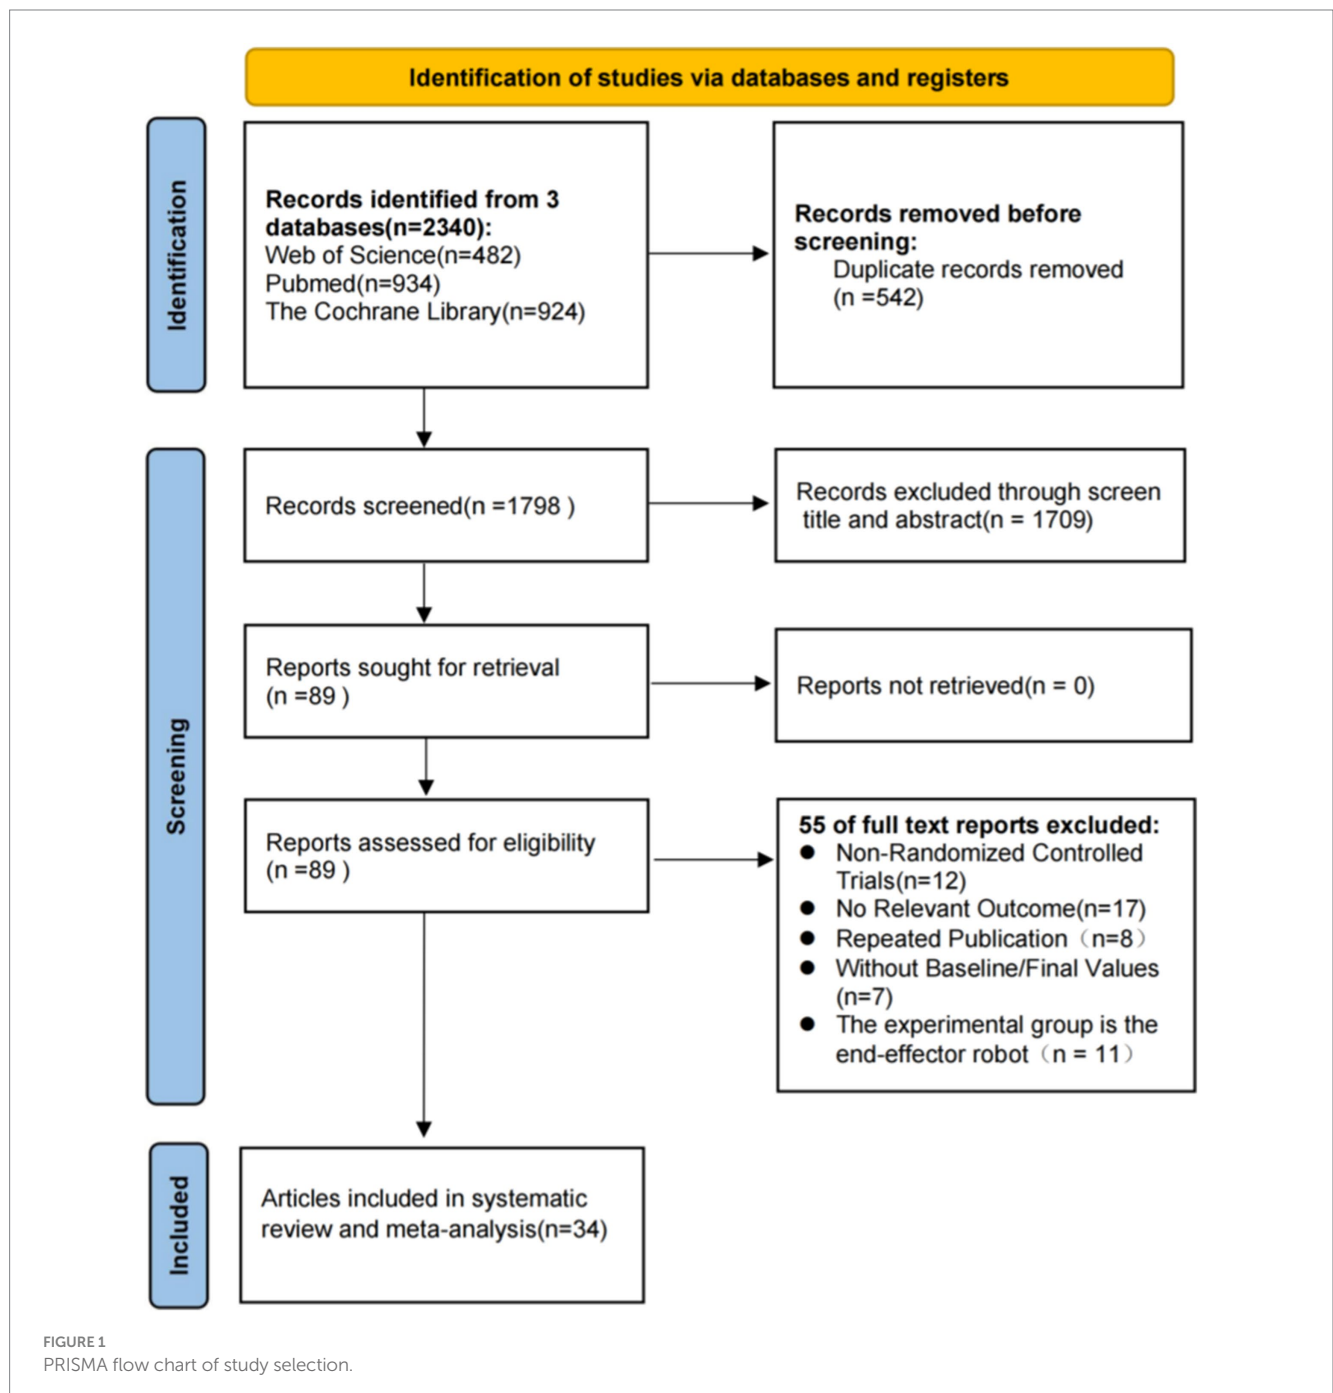 Identification of studies via databases and registers
Identification
Records identified from 3
databases(n=2340):
Web of Science(n=482)
Pubmed(n=934)
The Cochrane Library(n=924)
Records removed before
screening:
Duplicate records removed
(n =542)
Screening
Records screened(n =1798 )
Records excluded through screen
title and abstract(n = 1709)
Reports sought for retrieval
(n =89 )
Reports not retrieved(n = 0)
Reports assessed for eligibility
(n =89 )
55 of full text reports excluded:
● Non-Randomized Controlled
Trials(n=12)
● No Relevant Outcome(n=17)
● Repeated Publication（n=8）
● Without Baseline/Final Values
(n=7)
● The experimental group is the
end-effector robot（n = 11）
Included
Articles included in systematic
review and meta-analysis(n=34)
FIGURE 1
PRISMA flow chart of study selection.